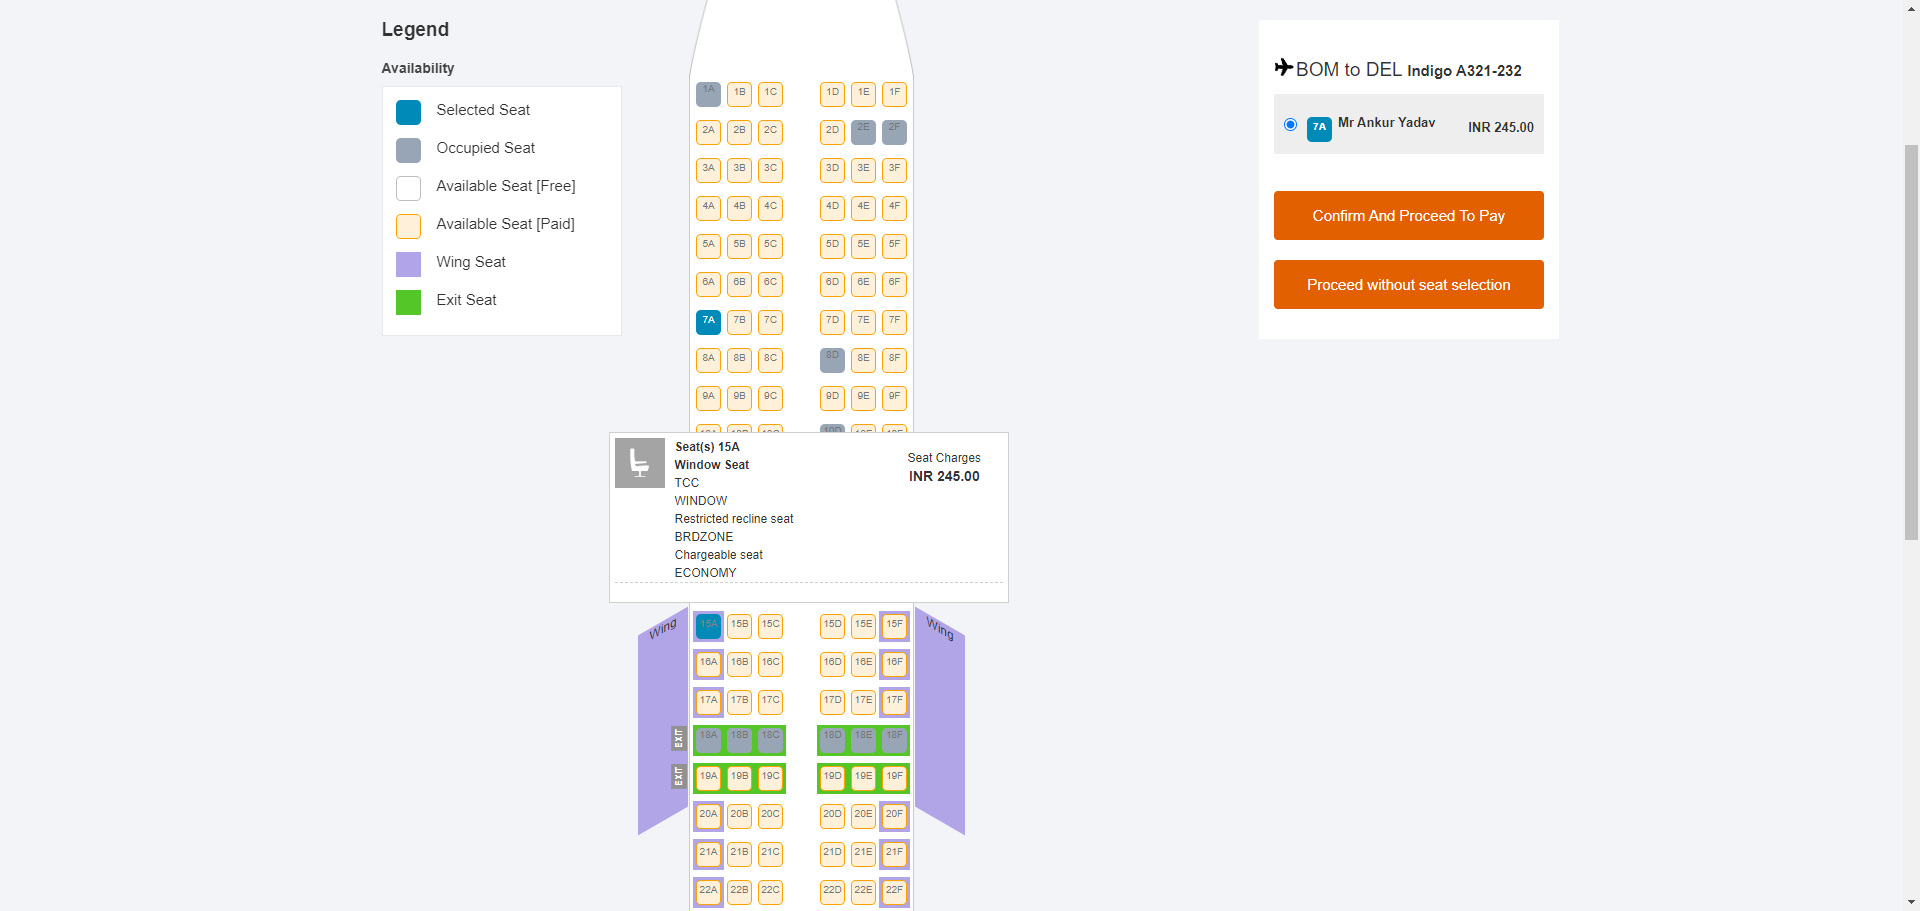 Legend
Availability
Selected Seat
Occupied Seat
Available Seat [Free]
Available Seat [Paid]
Wing Seat
Exit Seat
1A 1B 1C 1D 1E 1F
2A 2B 2C 2D 2E 2F
3A 3B 3C 3D 3E 3F
4A 4B 4C 4D 4E 4F
5A 5B 5C 5D 5E 5F
6A 6B 6C 6D 6E 6F
7A 7B 7C 7D 7E 7F
8A 8B 8C 8D 8E 8F
9A 9B 9C 9D 9E 9F
10D
Seat(s) 15A
Window Seat
TCC
WINDOW
Restricted recline seat
BRDZONE
Chargeable seat
ECONOMY
Seat Charges
INR 245.00
Wing
Wing
15A 15B 15C 15D 15E 15F
16A 16B 16C 16D 16E 16F
17A 17B 17C 17D 17E 17F
EXIT 18A 18B 18C 18D 18E 18F
EXIT 19A 19B 19C 19D 19E 19F
20A 20B 20C 20D 20E 20F
21A 21B 21C 21D 21E 21F
22A 22B 22C 22D 22E 22F
BOM to DEL Indigo A321-232
7A Mr Ankur Yadav INR 245.00
Confirm And Proceed To Pay
Proceed without seat selection